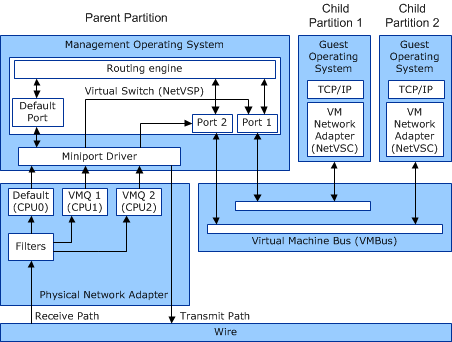 Parent Partition
Child
Partition 1
Child
Partition 2
Management Operating System
Routing engine
Virtual Switch (NetVSP)
Default
Port
Port 2
Port 1
Miniport Driver
Guest
Operating
System
TCP/IP
VM
Network
Adapter
(NetVSC)
Guest
Operating
System
TCP/IP
VM
Network
Adapter
(NetVSC)
Default
(CPU0)
VMQ 1
(CPU1)
VMQ 2
(CPU2)
Filters
Virtual Machine Bus (VMBus)
Physical Network Adapter
Receive Path
Transmit Path
Wire